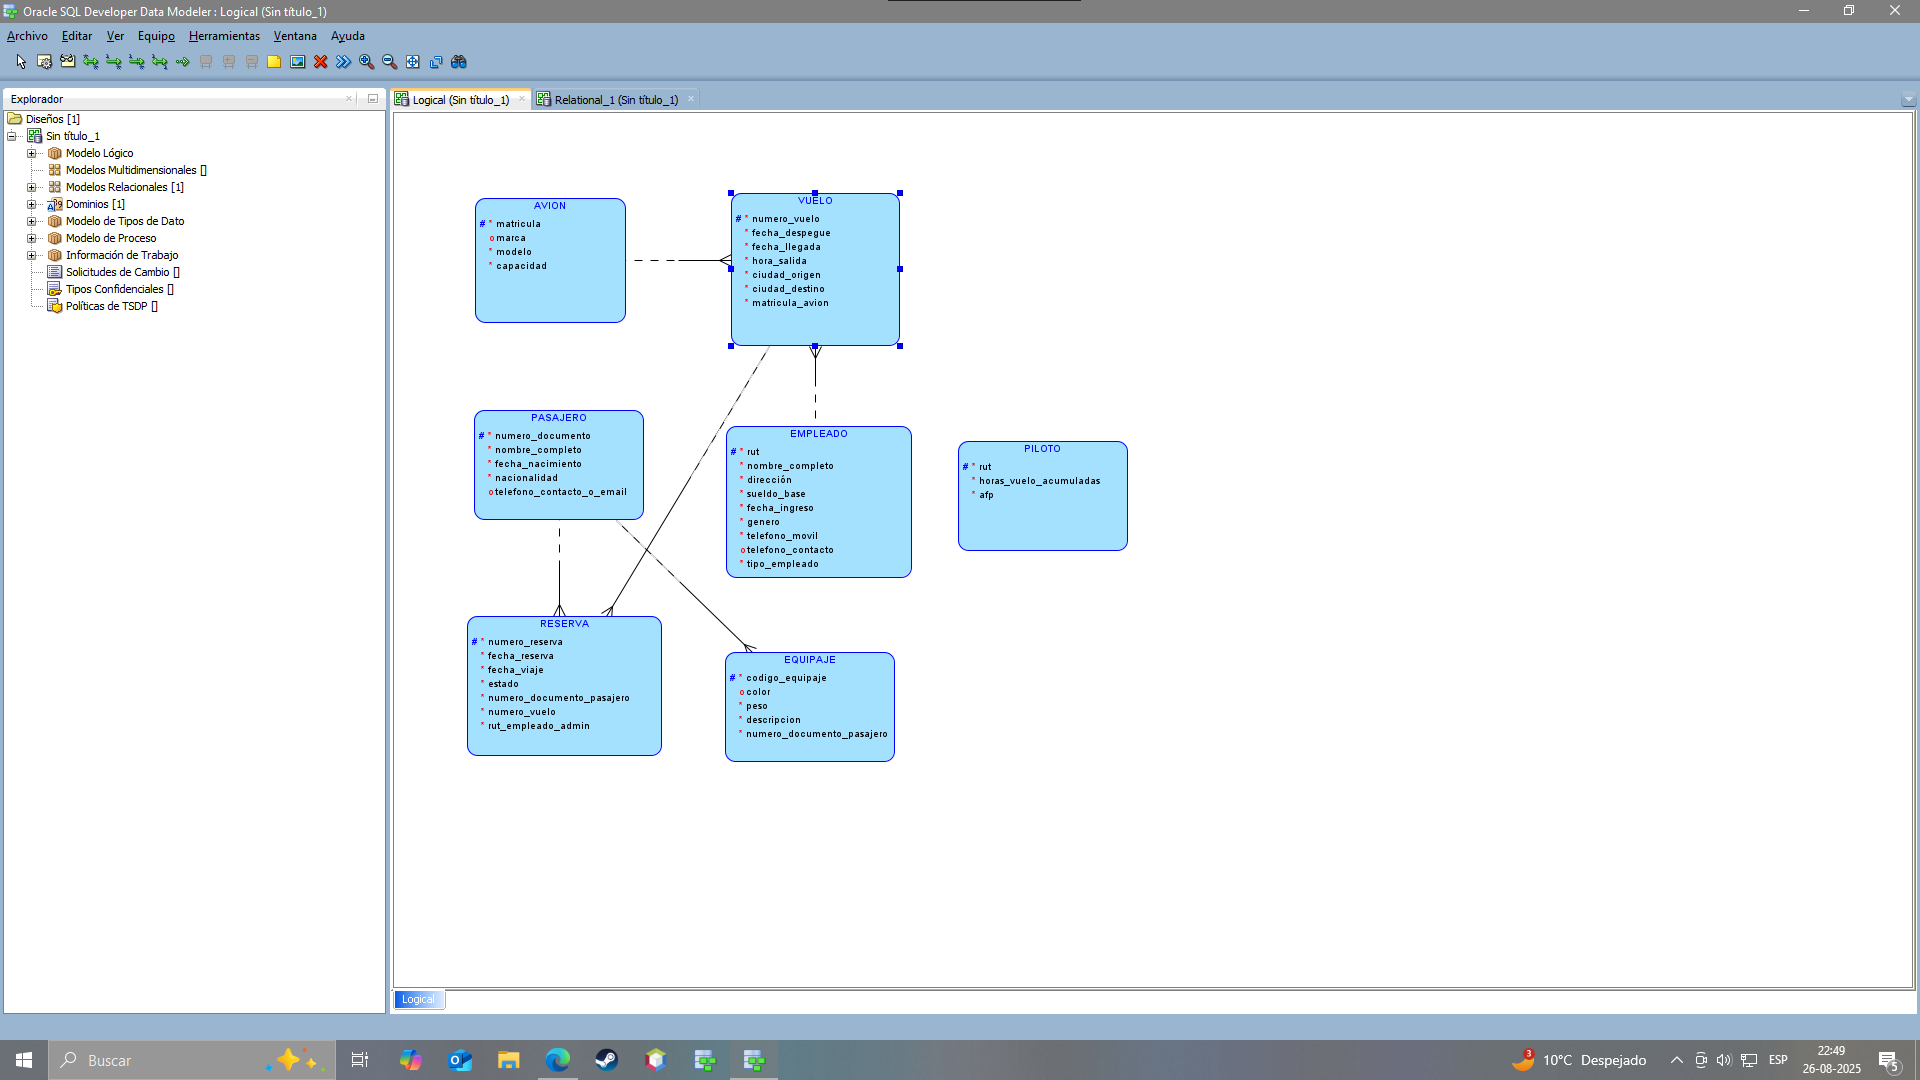 Oracle SQL Developer Data Modeler : Logical (Sin título_1)
Archivo Editar Ver Equipo Herramientas Ventana Ayuda
Explorador
Diseños [1]
Sin título_1
Modelo Lógico
Modelos Multidimensionales []
Modelos Relacionales [1]
Dominios [1]
Modelo de Tipos de Dato
Modelo de Proceso
Información de Trabajo
Solicitudes de Cambio []
Tipos Confidenciales []
Políticas de TSDP []
Logical (Sin título_1)
Relational_1 (Sin título_1)
AVION
# * matricula
o marca
* modelo
* capacidad
VUELO
# * numero_vuelo
* fecha_despegue
* fecha_llegada
* hora_salida
* ciudad_origen
* ciudad_destino
* matricula_avion
PASAJERO
# * numero_documento
* nombre_completo
* fecha_nacimiento
* nacionalidad
o telefono_contacto_o_email
EMPLEADO
# * rut
* nombre_completo
* dirección
* sueldo_base
* fecha_ingreso
* genero
* telefono_movil
o telefono_contacto
* tipo_empleado
PILOTO
# * rut
* horas_vuelo_acumuladas
* afp
RESERVA
# * numero_reserva
* fecha_reserva
* fecha_viaje
* estado
* numero_documento_pasajero
* numero_vuelo
* rut_empleado_admin
EQUIPAJE
# * codigo_equipaje
o color
* peso
* descripcion
* numero_documento_pasajero
Logical
Buscar
3
10°C Despejado
ESP
22:49
26-08-2025
5